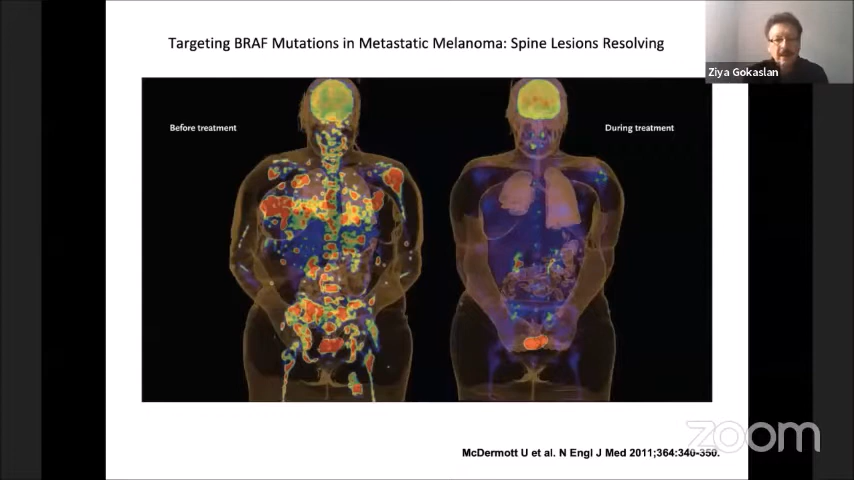 Targeting BRAF Mutations in Metastatic Melanoma: Spine Lesions Resolving
Ziya Gokaslan
Before treatment
During treatment
zoom
McDermott U et al. N Engl J Med 2011;364:340-350.